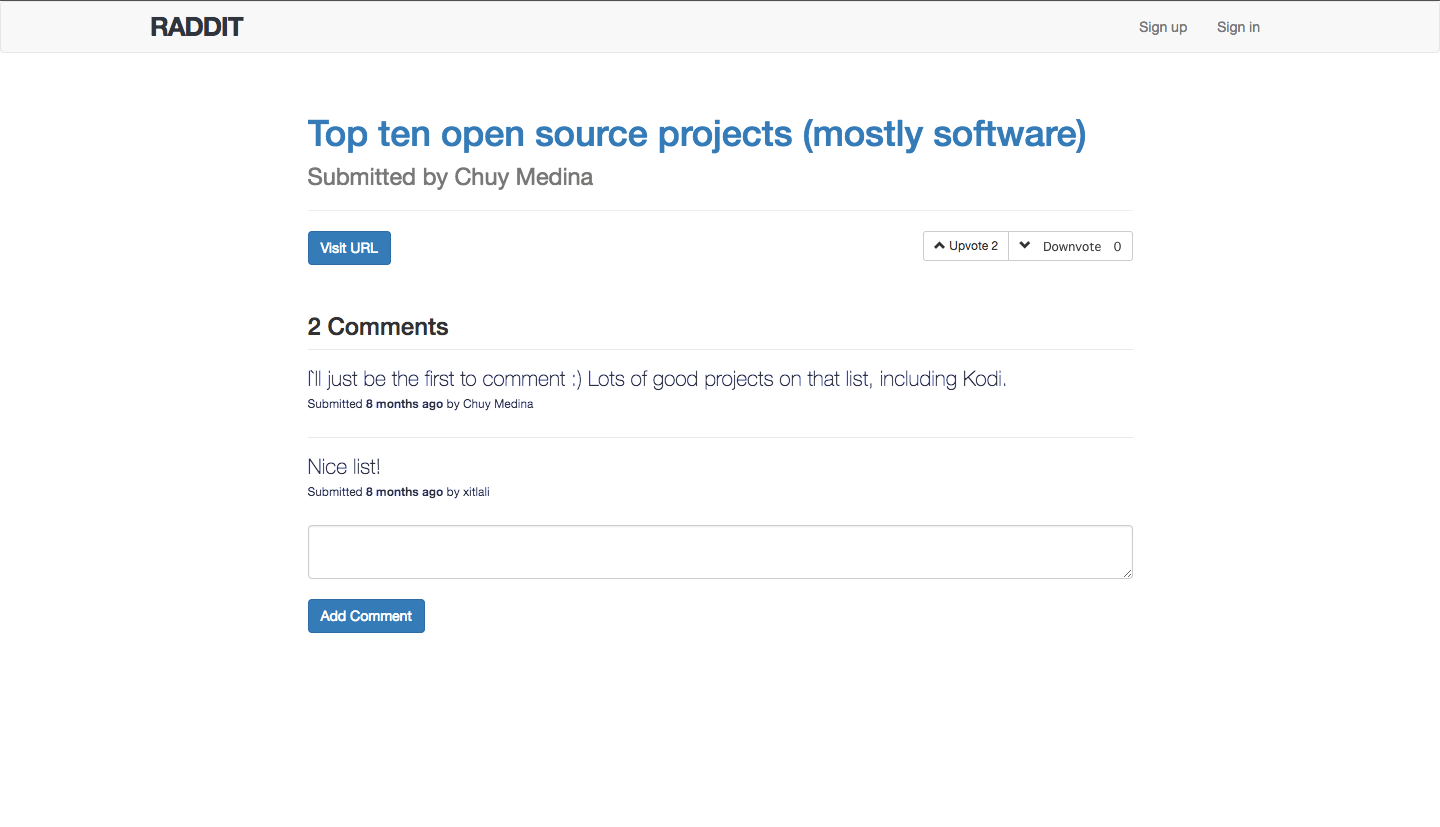 RADDIT
Sign up
Sign in
Top ten open source projects (mostly software)
Submitted by Chuy Medina
Visit URL
Upvote 2
Downvote 0
2 Comments
I`ll just be the first to comment :) Lots of good projects on that list, including Kodi.
Submitted 8 months ago by Chuy Medina
Nice list!
Submitted 8 months ago by xitlali
Add Comment